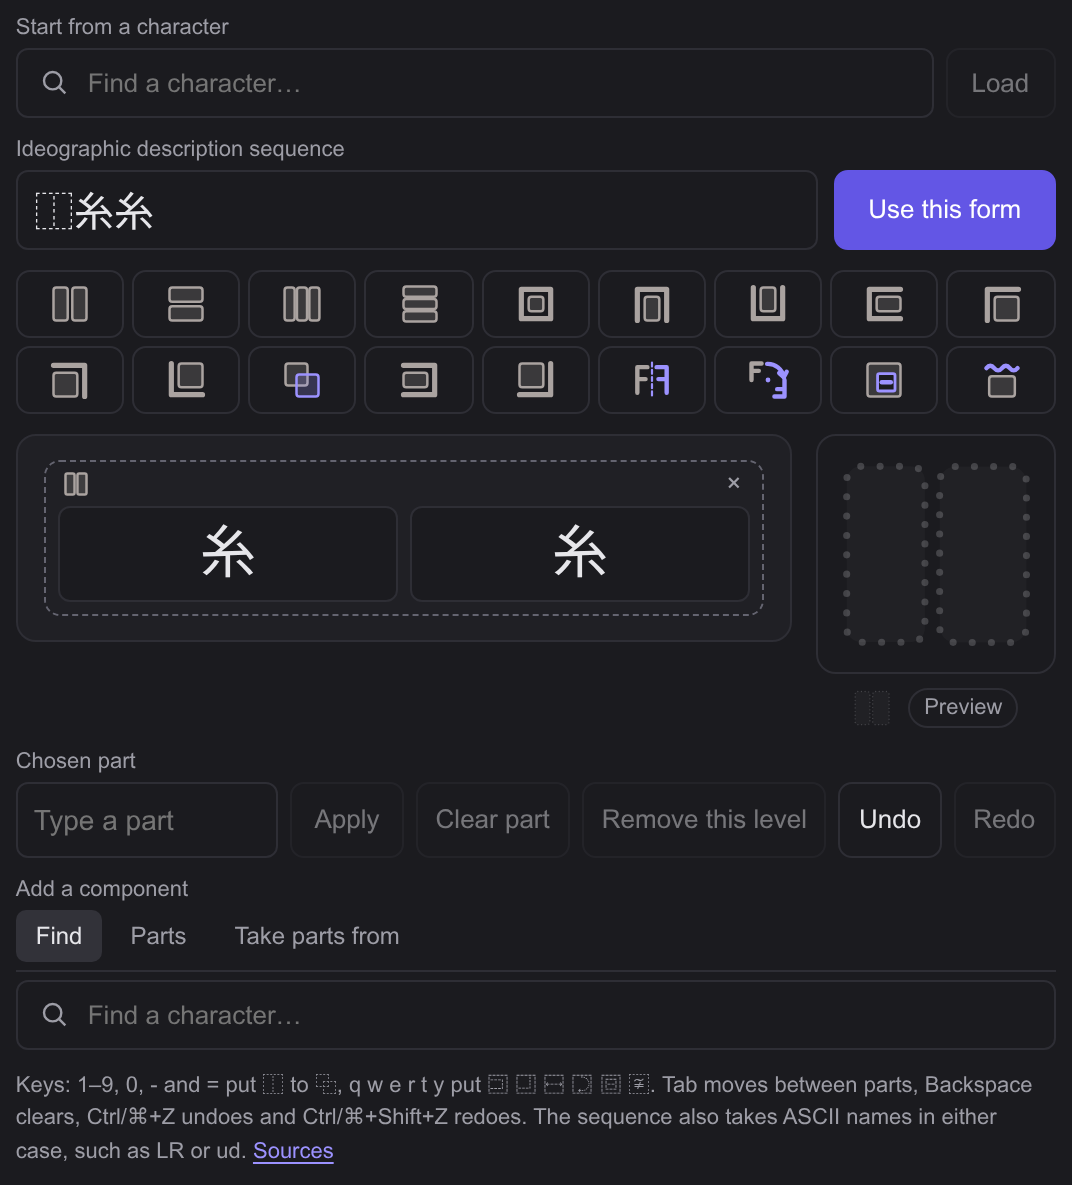 Start from a character
Find a character…
Load
Ideographic description sequence
⿰糸糸
Use this form
糸 糸
Preview
Chosen part
Type a part
Apply
Clear part
Remove this level
Undo
Redo
Add a component
Find
Parts
Take parts from
Find a character…
Keys: 1–9, 0, - and = put ⿰ to ⿻, q w e r t y put ⿼ ⿽ ⿾ ⿿ ㇯ 〾. Tab moves between parts, Backspace
clears, Ctrl/⌘+Z undoes and Ctrl/⌘+Shift+Z redoes. The sequence also takes ASCII names in either
case, such as LR or ud. Sources